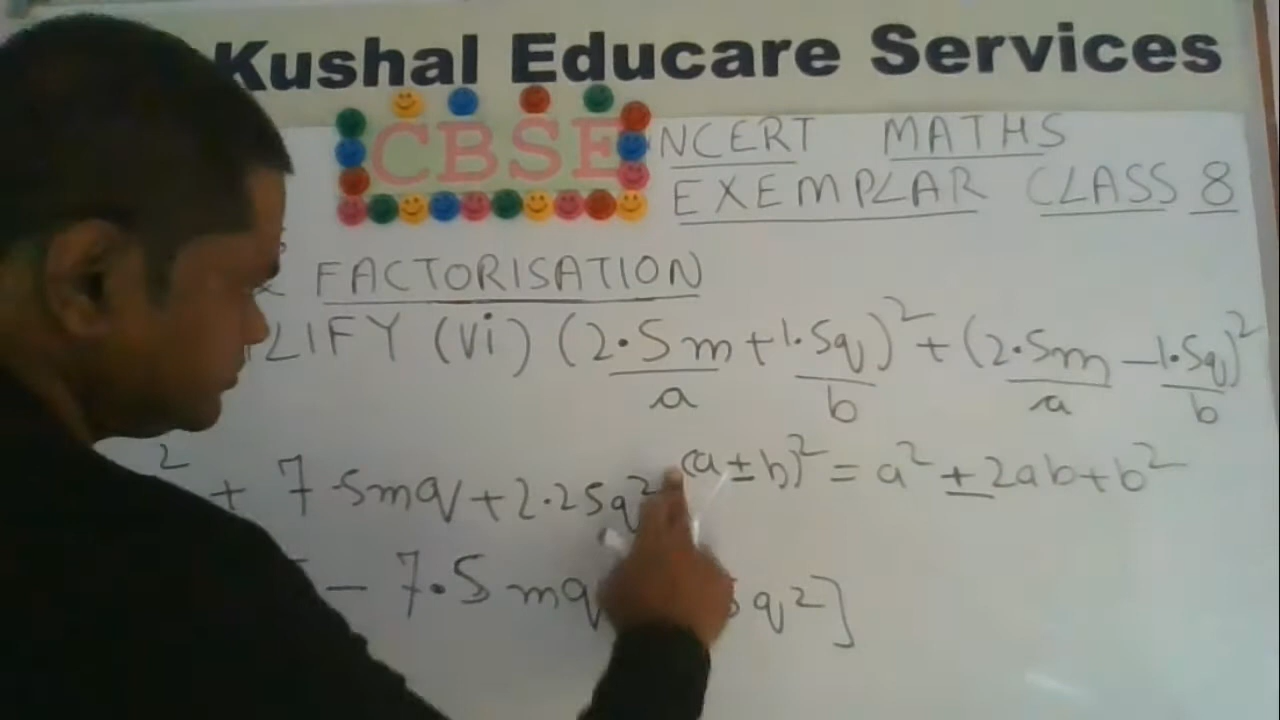 Kushal Educare Services
CBSE
NCERT MATHS
EXEMPLAR CLASS 8
FACTORISATION
LIFY (vi) (2.5m + 1.5q)² + (2.5m - 1.5q)²
a b a b
² + 7.5mq + 2.25q²
(a ± b)² = a² ± 2ab + b²
- 7.5mq q²]